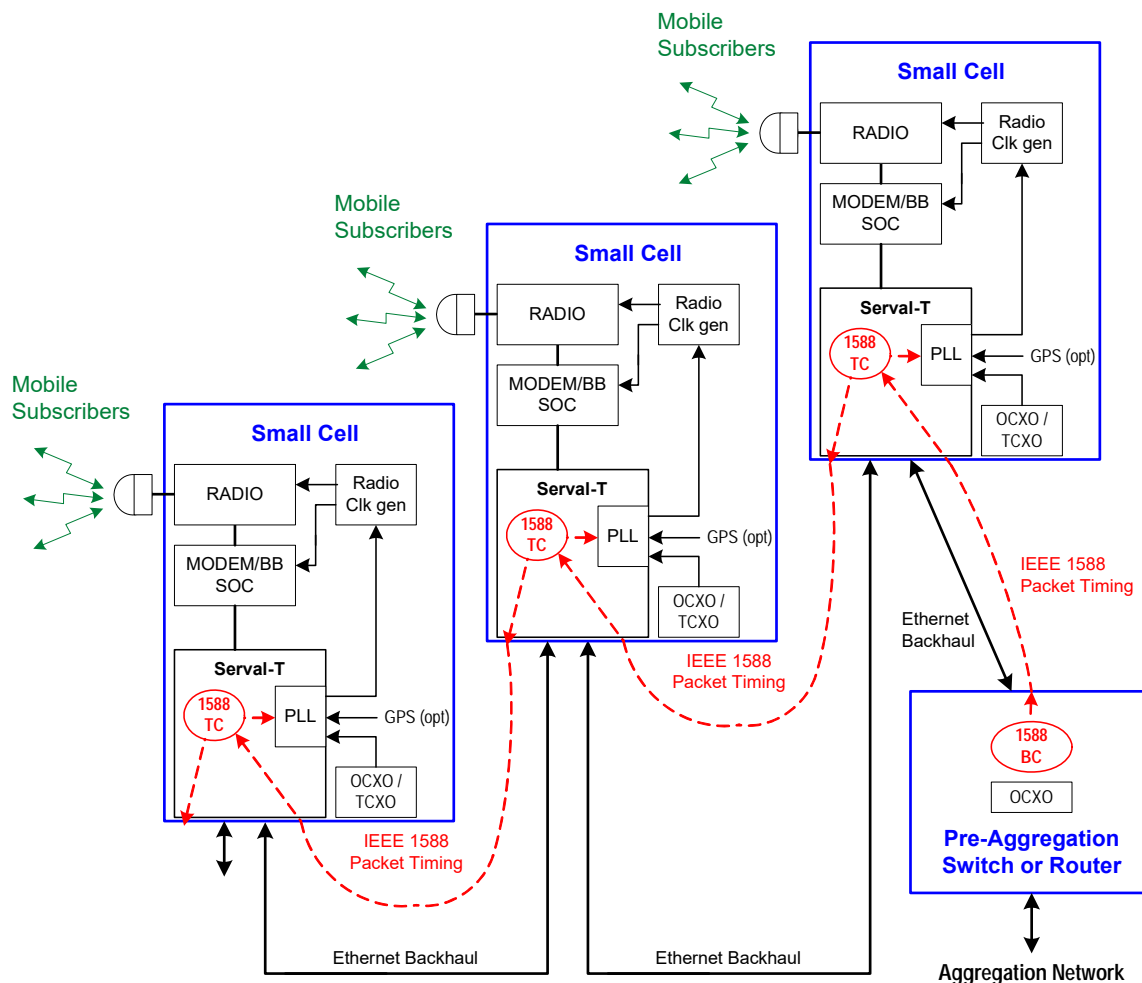 Mobile
Subscribers
Small Cell
RADIO
Radio
Clk gen
MODEM/BB
SOC
Serval-T
1588
TC
PLL
GPS (opt)
OCXO /
TCXO
Mobile
Subscribers
Small Cell
RADIO
Radio
Clk gen
MODEM/BB
SOC
Serval-T
1588
TC
PLL
GPS (opt)
OCXO /
TCXO
Mobile
Subscribers
Small Cell
RADIO
Radio
Clk gen
MODEM/BB
SOC
Serval-T
1588
TC
PLL
GPS (opt)
OCXO /
TCXO
IEEE 1588
Packet Timing
IEEE 1588
Packet Timing
IEEE 1588
Packet Timing
Ethernet
Backhaul
1588
BC
OCXO
Pre-Aggregation
Switch or Router
Ethernet Backhaul
Ethernet Backhaul
Aggregation Network